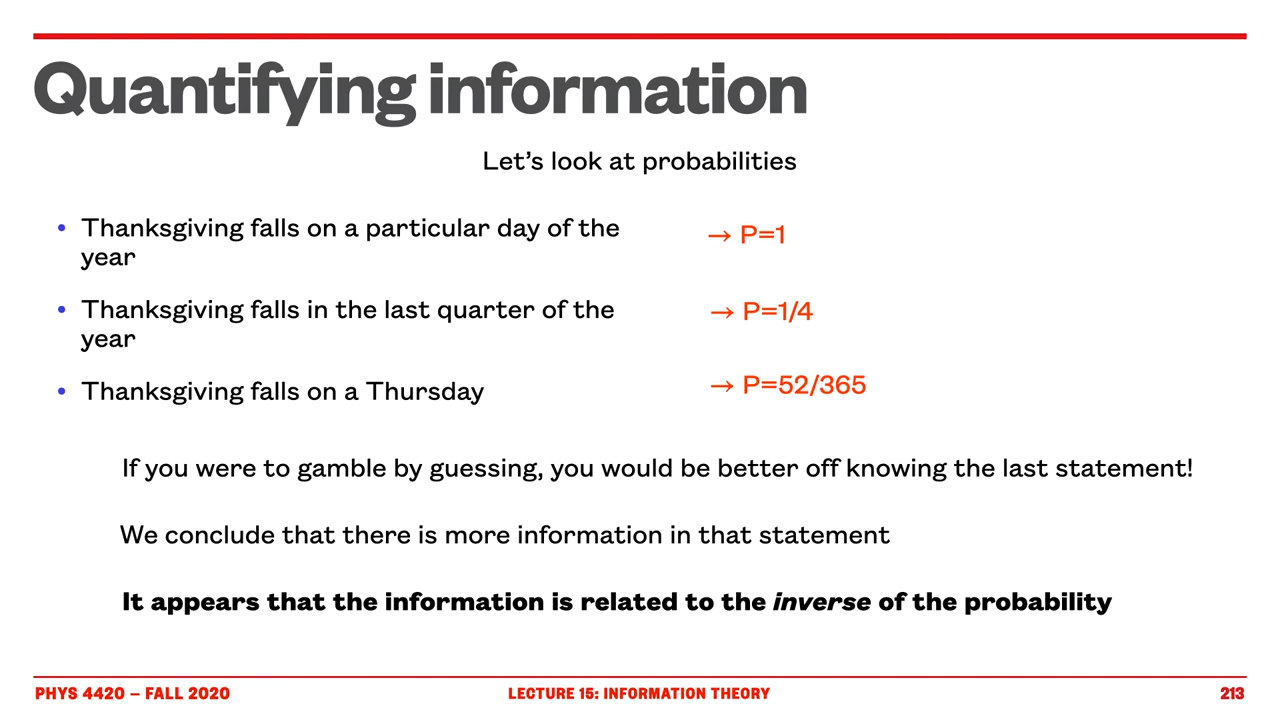 Quantifying information
Let’s look at probabilities
• Thanksgiving falls on a particular day of the
year
→ P=1
• Thanksgiving falls in the last quarter of the
year
→ P=1/4
• Thanksgiving falls on a Thursday
→ P=52/365
If you were to gamble by guessing, you would be better off knowing the last statement!
We conclude that there is more information in that statement
It appears that the information is related to the inverse of the probability
PHYS 4420 – FALL 2020
LECTURE 15: INFORMATION THEORY
213